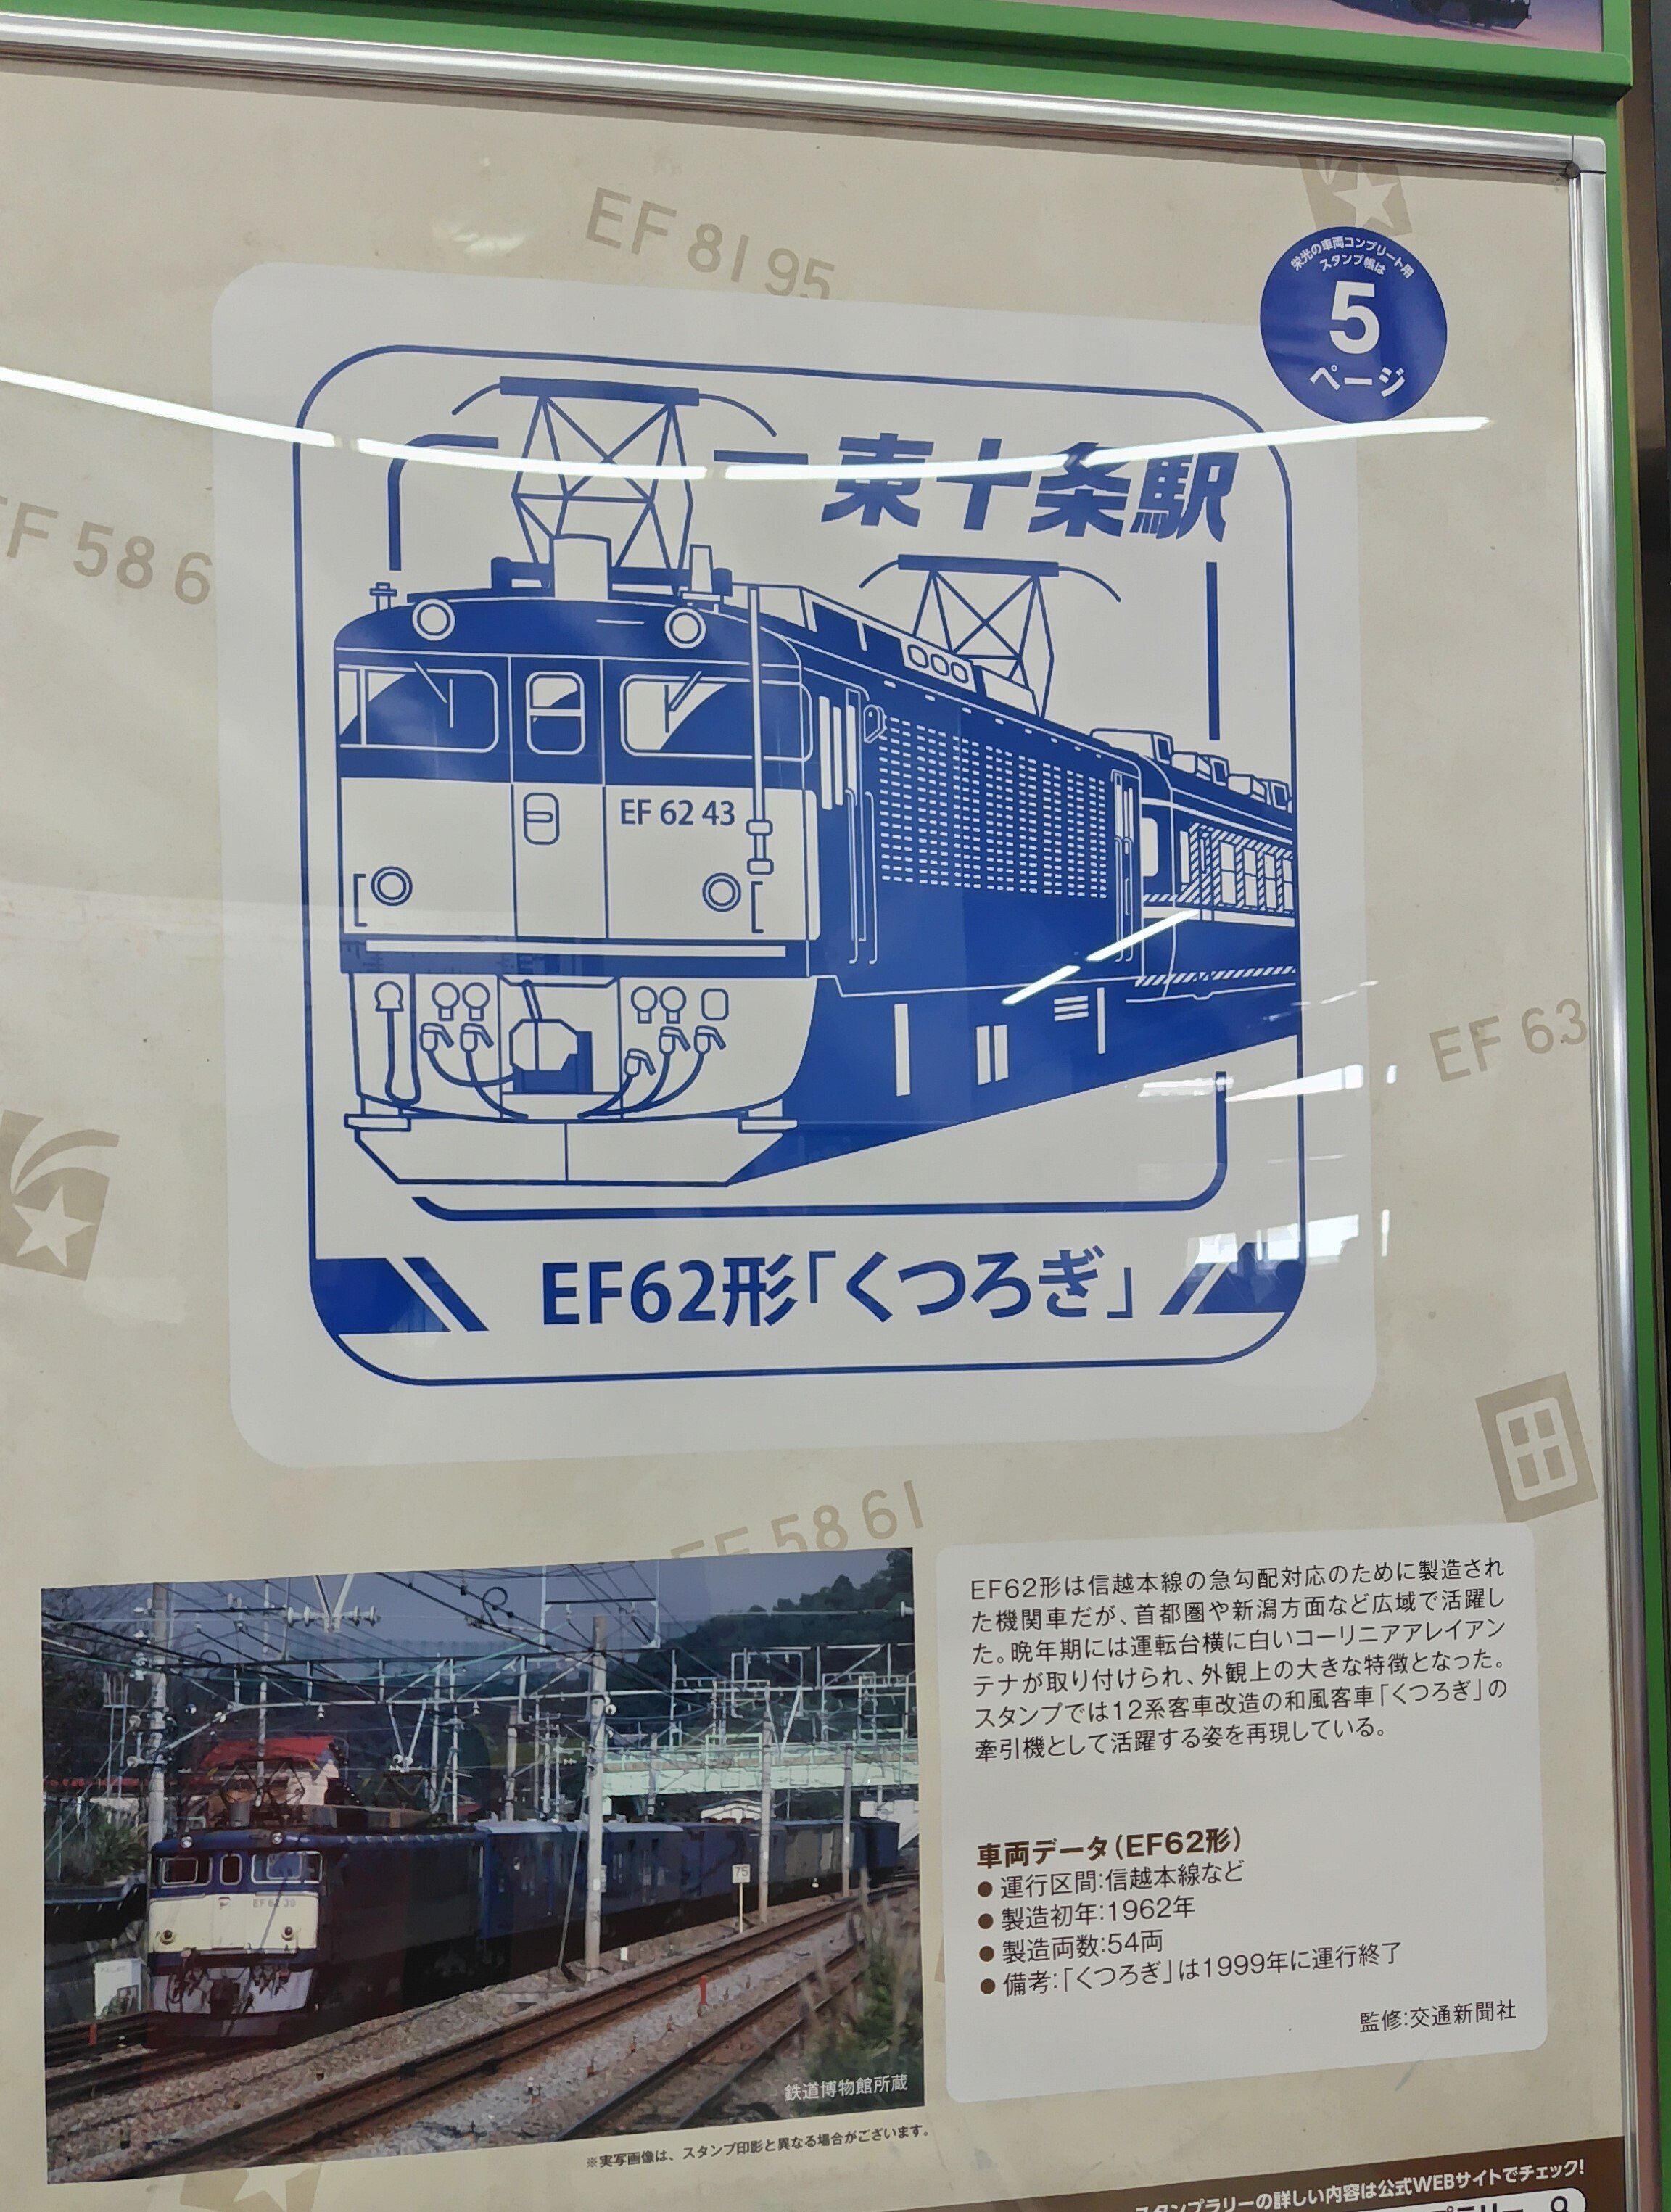 EF 81 95
栄光の車両コンプリート用
スタンプ帳は
5
ページ
東十条駅
EF 58 6
EF 62 43
EF 63
EF62形「くつろぎ」
EF 58 61
EF62形は信越本線の急勾配対応のために製造され
た機関車だが、首都圏や新潟方面など広域で活躍し
た。晩年期には運転台横に白いコーリニアアレイアン
テナが取り付けられ、外観上の大きな特徴となった。
スタンプでは12系客車改造の和風客車「くつろぎ」の
牽引機として活躍する姿を再現している。
車両データ(EF62形)
● 運行区間:信越本線など
● 製造初年:1962年
● 製造両数:54両
● 備考:「くつろぎ」は1999年に運行終了
監修:交通新聞社
75
鉄道博物館所蔵
※実写画像は、スタンプ印影と異なる場合がございます。
スタンプラリーの詳しい内容は公式WEBサイトでチェック!